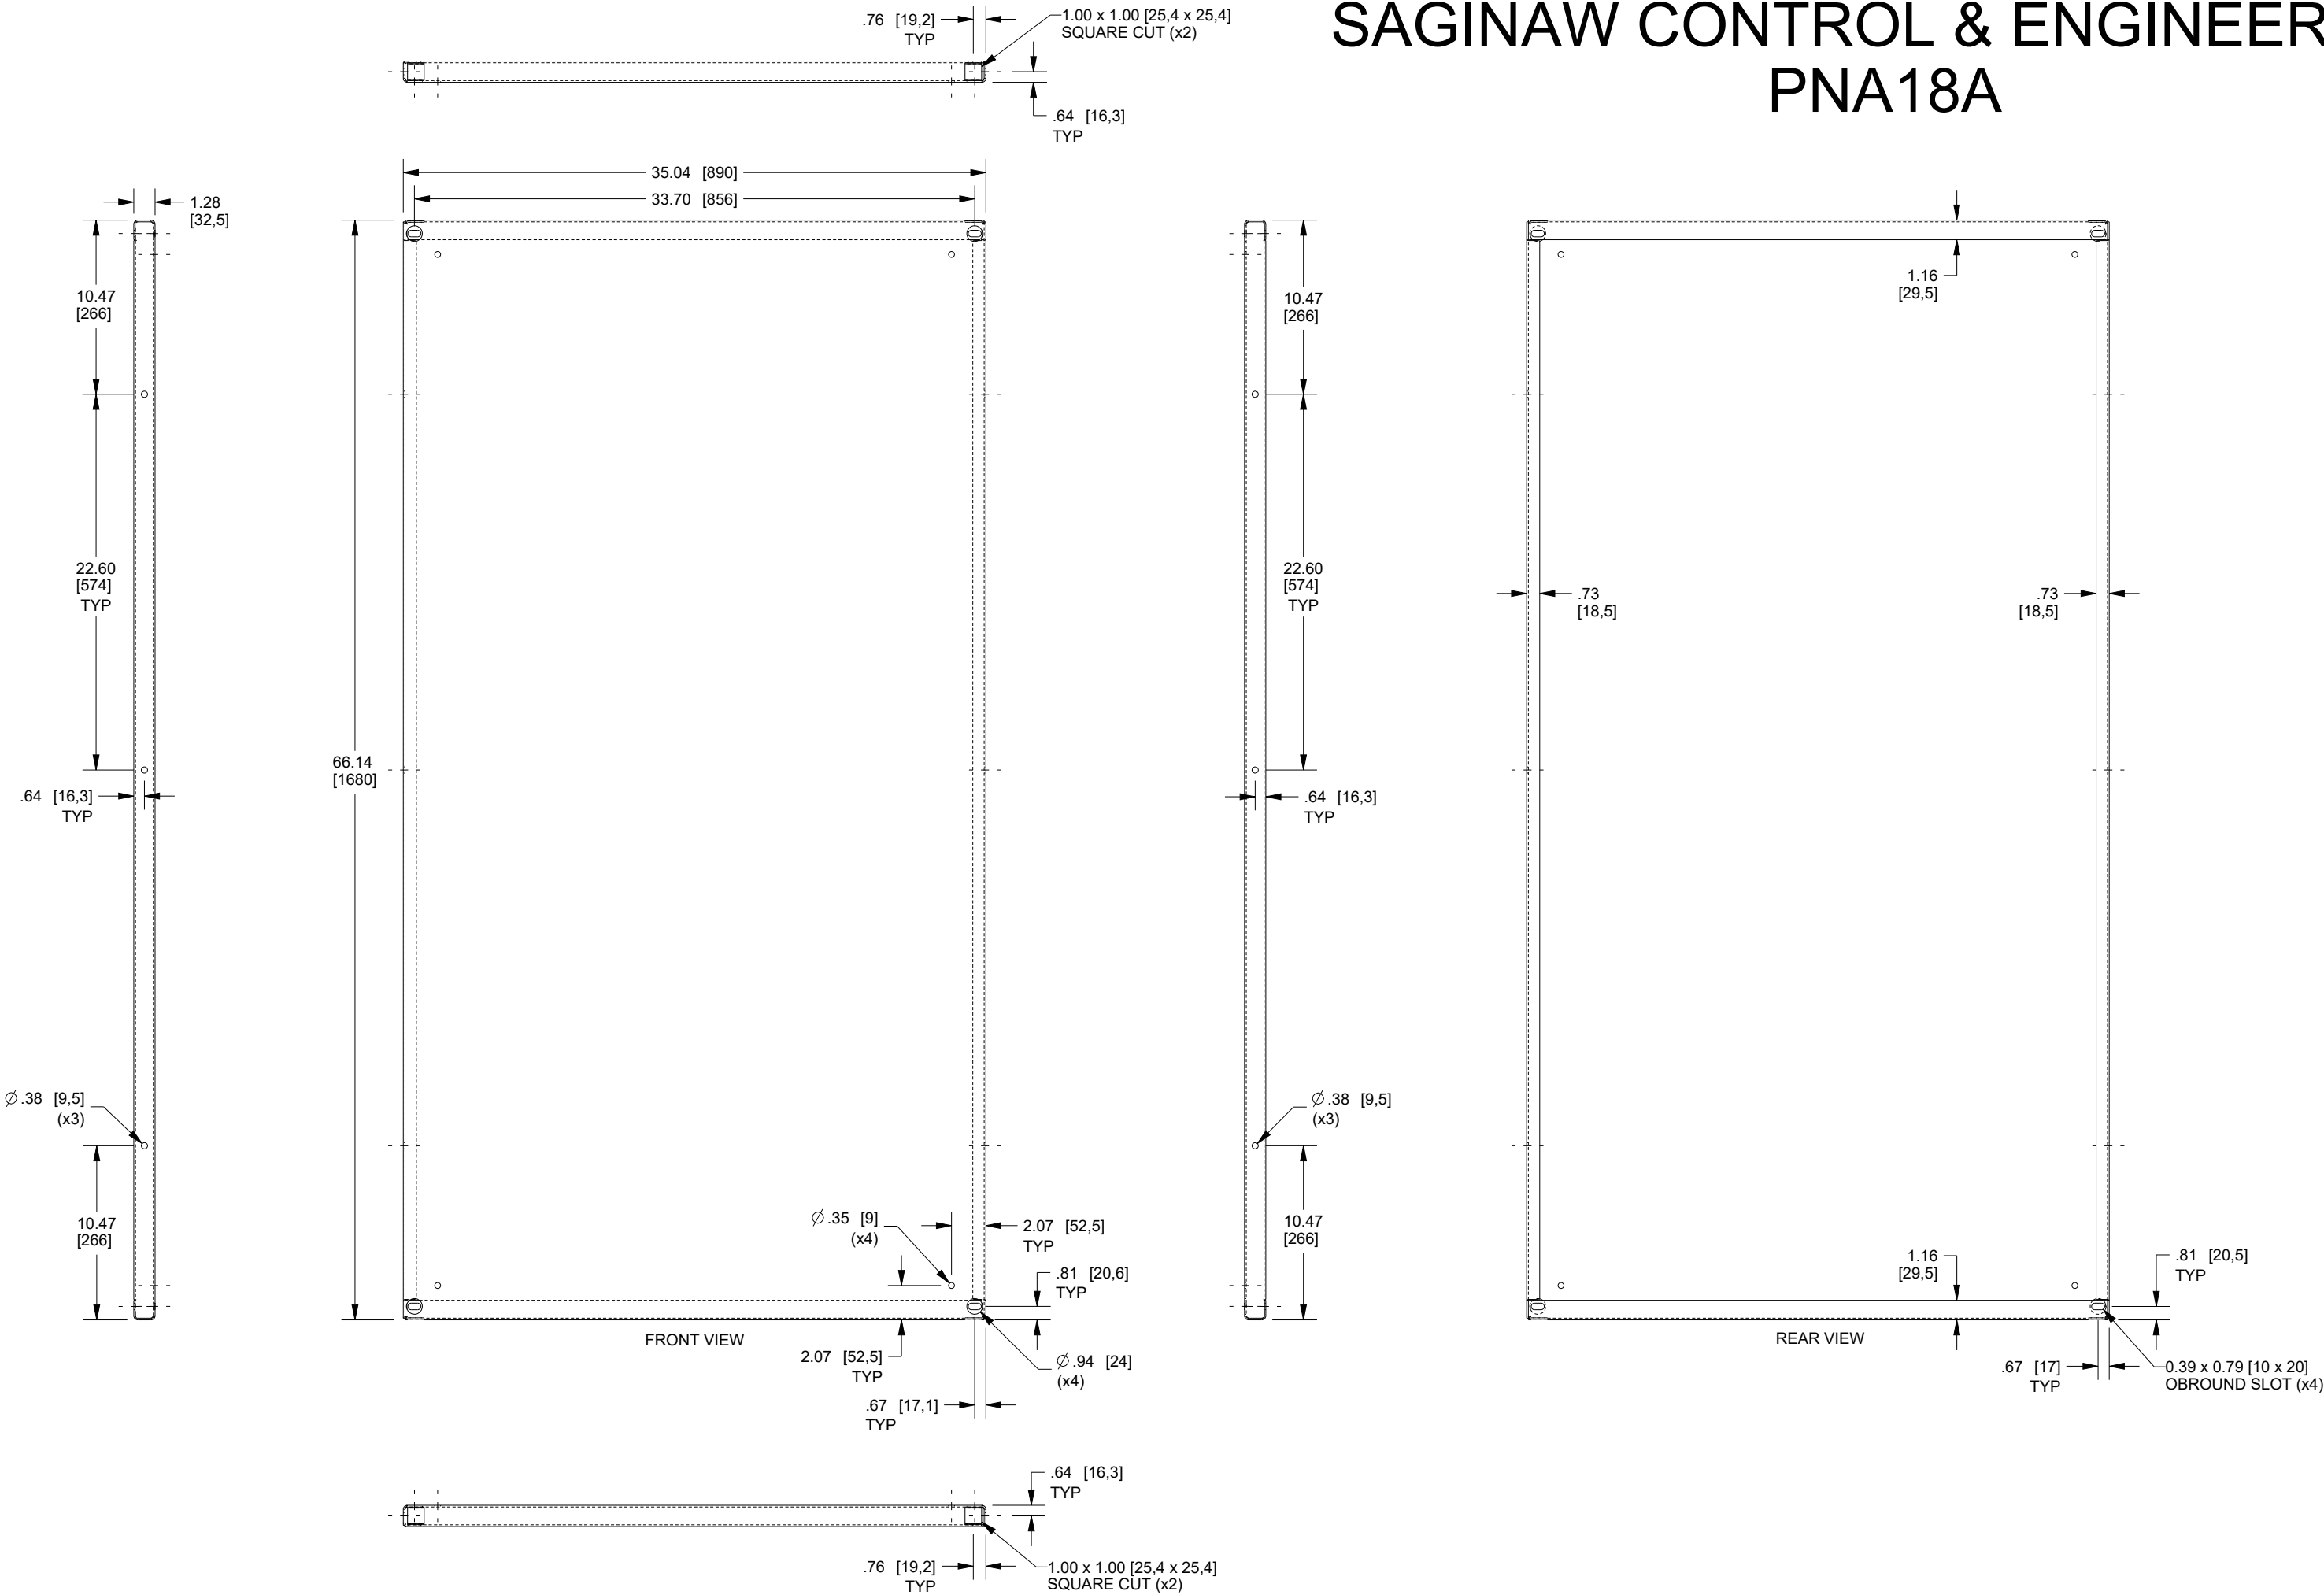 SAGINAW CONTROL & ENGINEER
PNA18A
.76 [19,2]
TYP
1.00 x 1.00 [25,4 x 25,4]
SQUARE CUT (x2)
.64 [16,3]
TYP
35.04 [890]
33.70 [856]
1.28
[32,5]
10.47
[266]
22.60
[574]
TYP
.64 [16,3]
TYP
Ø.38 [9,5]
(x3)
10.47
[266]
66.14
[1680]
Ø.35 [9]
(x4)
2.07 [52,5]
TYP
.81 [20,6]
TYP
FRONT VIEW
2.07 [52,5]
TYP
Ø.94 [24]
(x4)
.67 [17,1]
TYP
10.47
[266]
22.60
[574]
TYP
.64 [16,3]
TYP
Ø.38 [9,5]
(x3)
10.47
[266]
1.16
[29,5]
.73
[18,5]
.73
[18,5]
1.16
[29,5]
.81 [20,5]
TYP
REAR VIEW
.67 [17]
TYP
0.39 x 0.79 [10 x 20]
OBROUND SLOT (x4)
.64 [16,3]
TYP
.76 [19,2]
TYP
1.00 x 1.00 [25,4 x 25,4]
SQUARE CUT (x2)